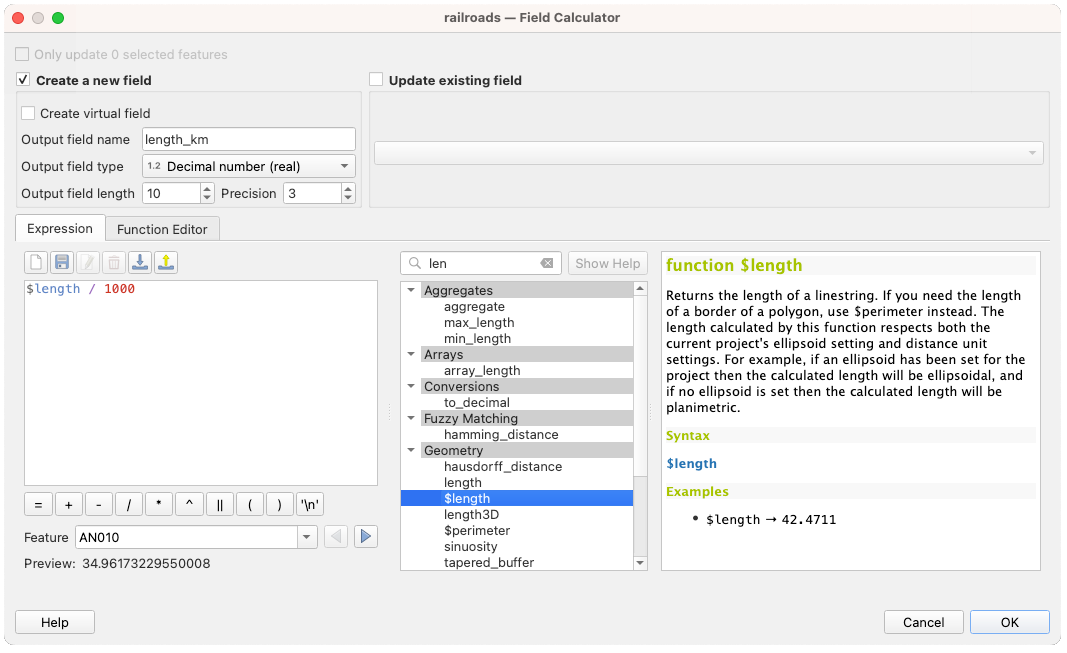 railroads — Field Calculator
Only update 0 selected features
Create a new field
Update existing field
Create virtual field
Output field name length_km
Output field type 1.2 Decimal number (real)
Output field length 10 Precision 3
Expression Function Editor
len Show Help
$length / 1000
Aggregates
aggregate
max_length
min_length
Arrays
array_length
Conversions
to_decimal
Fuzzy Matching
hamming_distance
Geometry
hausdorff_distance
length
$length
length3D
$perimeter
sinuosity
tapered_buffer
function $length
Returns the length of a linestring. If you need the length
of a border of a polygon, use $perimeter instead. The
length calculated by this function respects both the
current project's ellipsoid setting and distance unit
settings. For example, if an ellipsoid has been set for the
project then the calculated length will be ellipsoidal, and
if no ellipsoid is set then the calculated length will be
planimetric.
Syntax
$length
Examples
• $length → 42.4711
= + - / * ^ || ( ) '\n'
Feature AN010
Preview: 34.96173229550008
Help Cancel OK